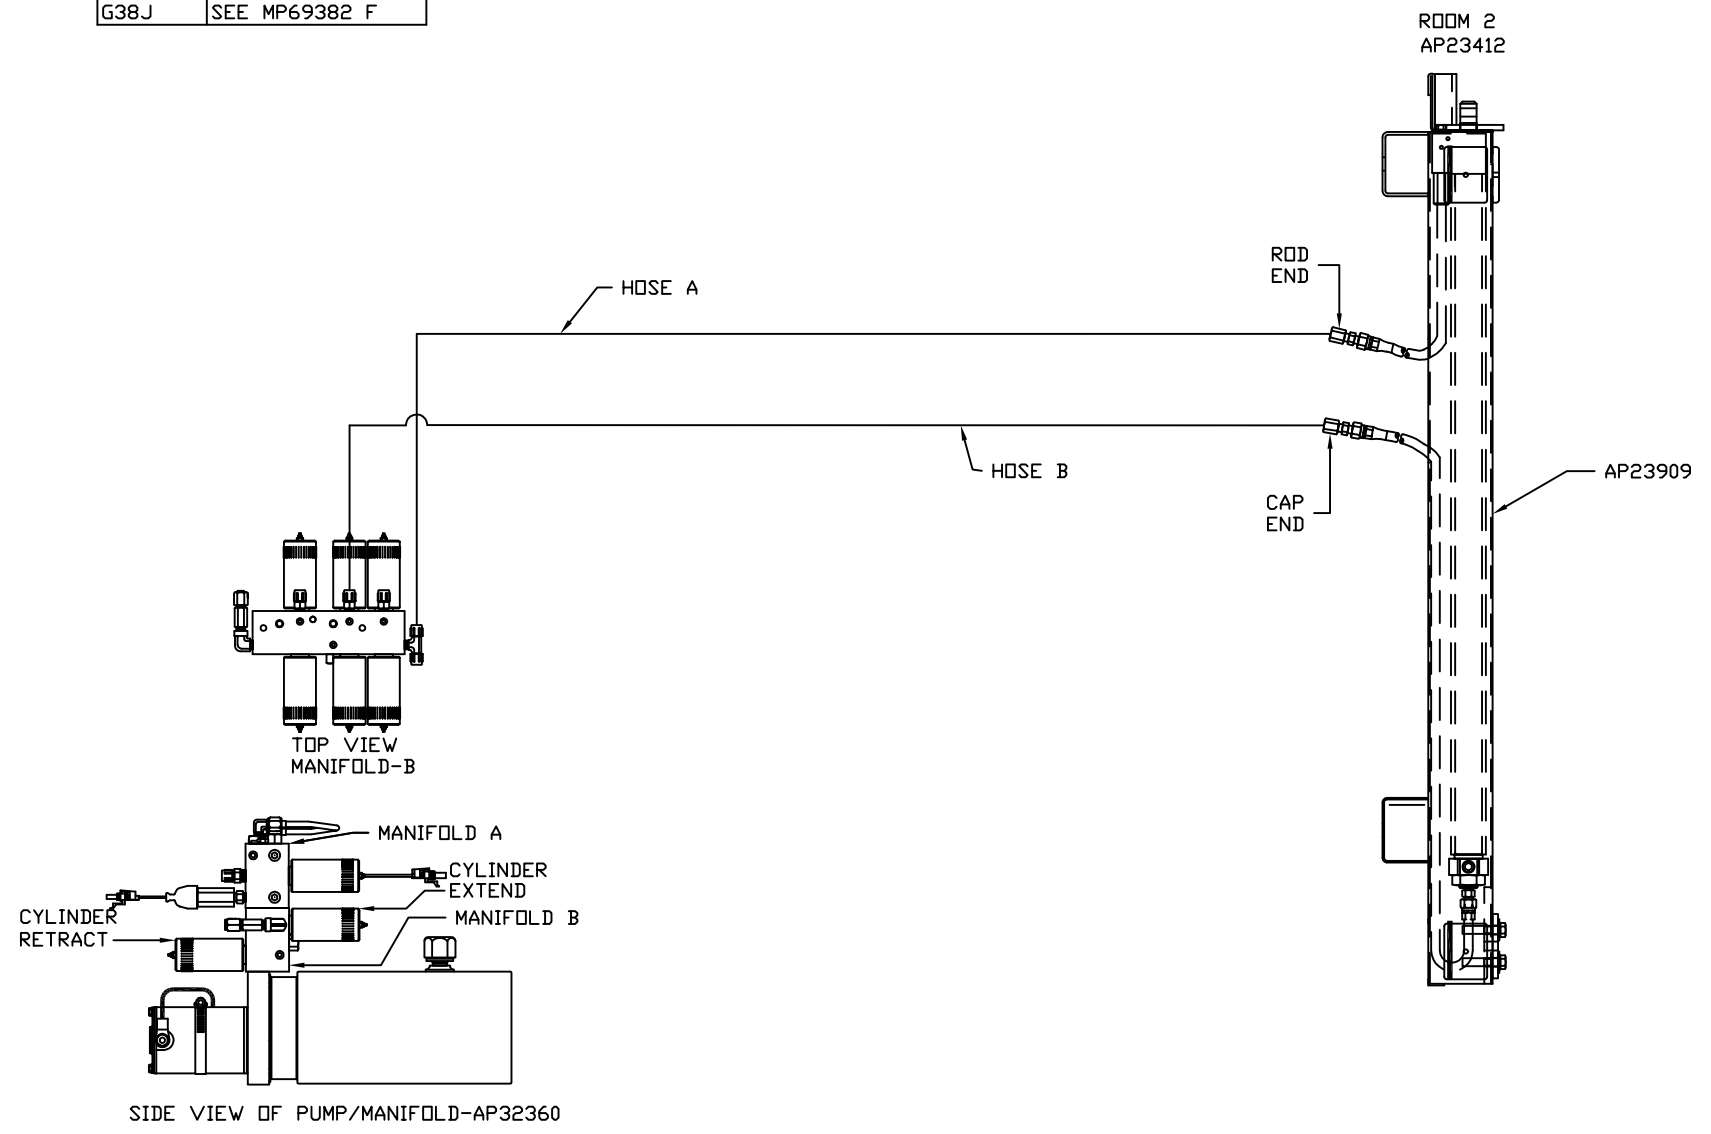 G38J SEE MP69382 F
ROOM 2
AP23412
ROD
END
HOSE A
HOSE B
AP23909
CAP
END
TOP VIEW
MANIFOLD-B
MANIFOLD A
CYLINDER
EXTEND
MANIFOLD B
CYLINDER
RETRACT
SIDE VIEW OF PUMP/MANIFOLD-AP32360